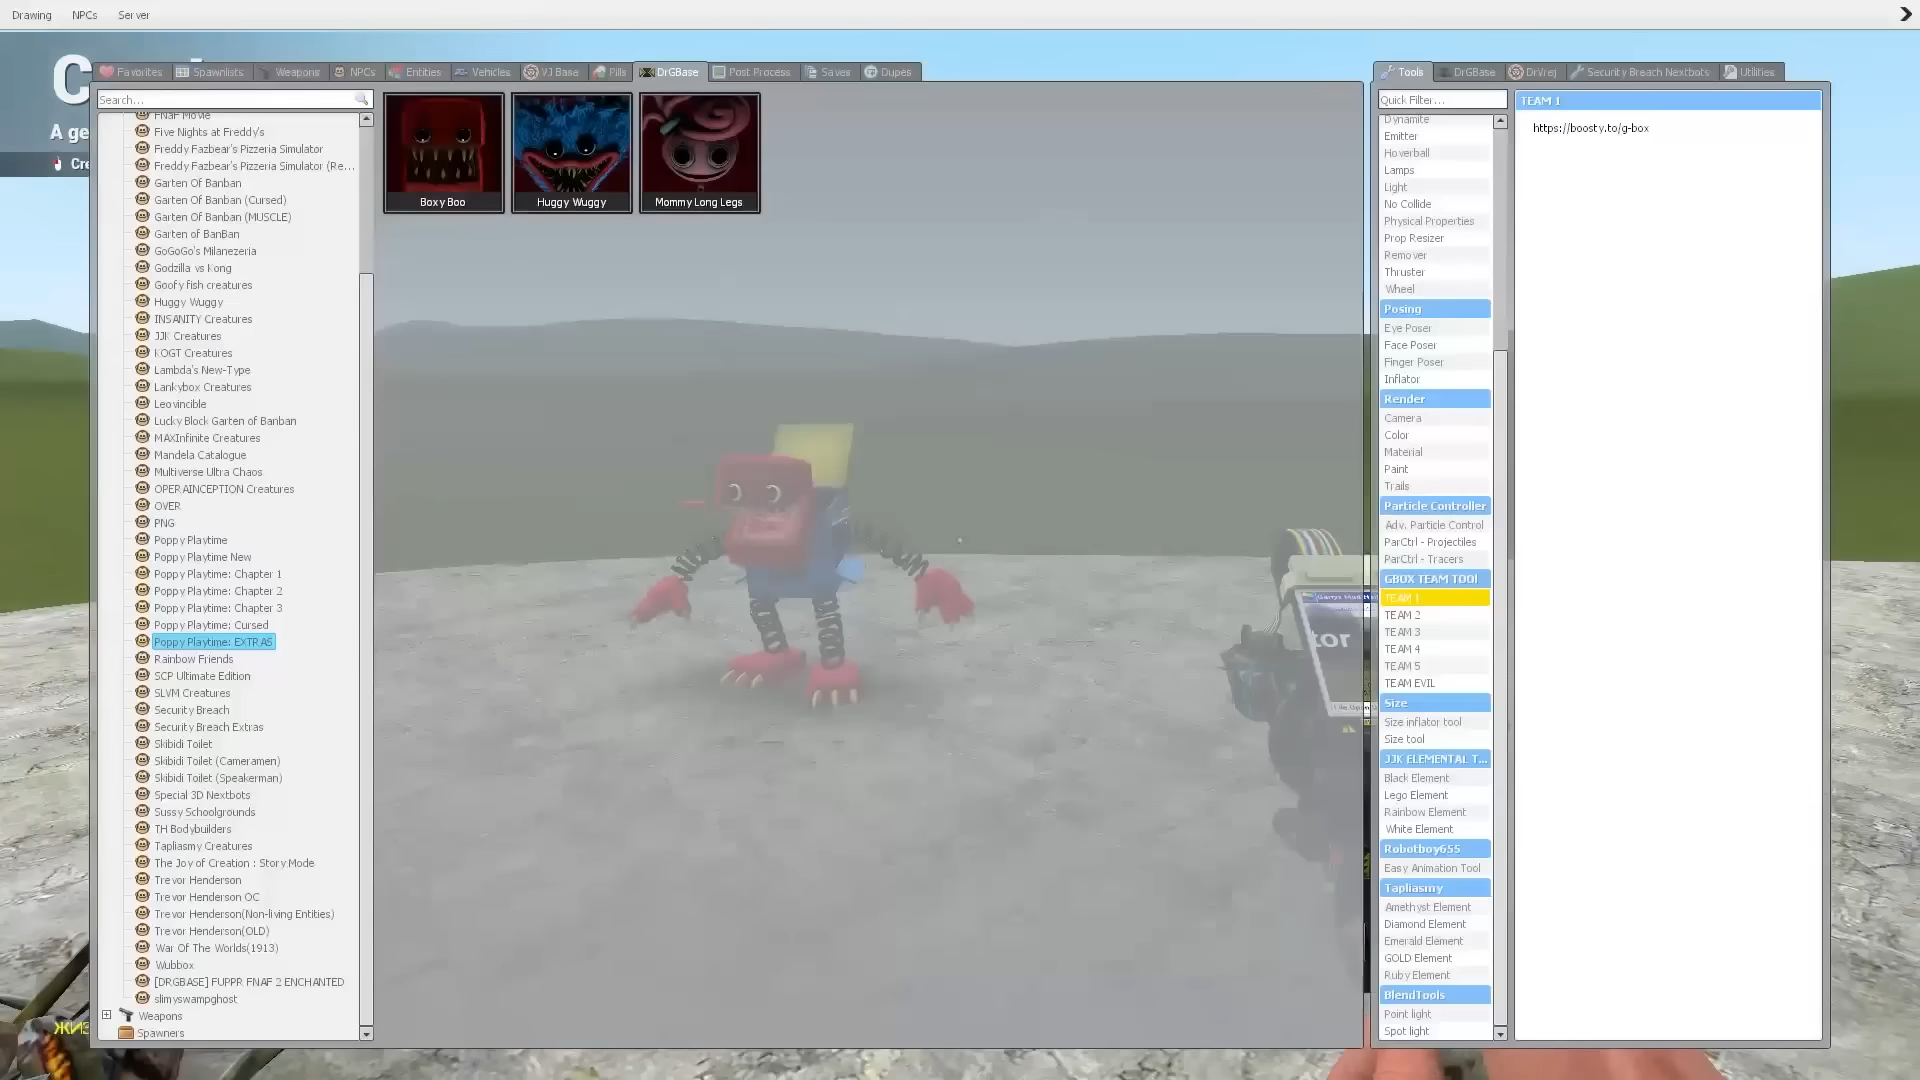 Drawing NPCs Server
C
A ge
Cre
Favorites Spawnlists Weapons NPCs Entities Vehicles VJ Base Pills DrGBase Post Process Saves Dupes
Search...
FNaF Movie
Five Nights at Freddy's
Freddy Fazbear's Pizzeria Simulator
Freddy Fazbear's Pizzeria Simulator (Re...
Garten Of Banban
Garten Of Banban (Cursed)
Garten Of Banban (MUSCLE)
Garten of BanBan
GoGoGo's Milanezeria
Godzilla vs Kong
Goofy fish creatures
Huggy Wuggy
INSANITY Creatures
JJK Creatures
KOGT Creatures
Lambda's New-Type
Lankybox Creatures
Leovincible
Lucky Block Garten of Banban
MAXInfinite Creatures
Mandela Catalogue
Multiverse Ultra Chaos
OPERAINCEPTION Creatures
OVER
PNG
Poppy Playtime
Poppy Playtime New
Poppy Playtime: Chapter 1
Poppy Playtime: Chapter 2
Poppy Playtime: Chapter 3
Poppy Playtime: Cursed
Poppy Playtime: EXTRAS
Rainbow Friends
SCP Ultimate Edition
SLVM Creatures
Security Breach
Security Breach Extras
Skibidi Toilet
Skibidi Toilet (Cameramen)
Skibidi Toilet (Speakerman)
Special 3D Nextbots
Sussy Schoolgrounds
TH Bodybuilders
Tapliasmy Creatures
The Joy of Creation : Story Mode
Trevor Henderson
Trevor Henderson OC
Trevor Henderson(Non-living Entities)
Trevor Henderson(OLD)
War Of The Worlds(1913)
Wubbox
[DRGBASE] FUPPR FNAF 2 ENCHANTED
slimyswampghost
Weapons
Spawners
Boxy Boo
Huggy Wuggy
Mommy Long Legs
tor
ЖИЗ
Tools DrGBase DrVrej Security Breach Nextbots Utilities
Quick Filter...
Dynamite
Emitter
Hoverball
Lamps
Light
No Collide
Physical Properties
Prop Resizer
Remover
Thruster
Wheel
Posing
Eye Poser
Face Poser
Finger Poser
Inflator
Render
Camera
Color
Material
Paint
Trails
Particle Controller
Adv. Particle Control
ParCtrl - Projectiles
ParCtrl - Tracers
GBOX TEAM TOOl
TEAM 1
TEAM 2
TEAM 3
TEAM 4
TEAM 5
TEAM EVIL
Size
Size inflator tool
Size tool
JJK ELEMENTAL T...
Black Element
Lego Element
Rainbow Element
White Element
Robotboy655
Easy Animation Tool
Tapliasmy
Amethyst Element
Diamond Element
Emerald Element
GOLD Element
Ruby Element
BlendTools
Point light
Spot light
TEAM 1
https://boosty.to/g-box